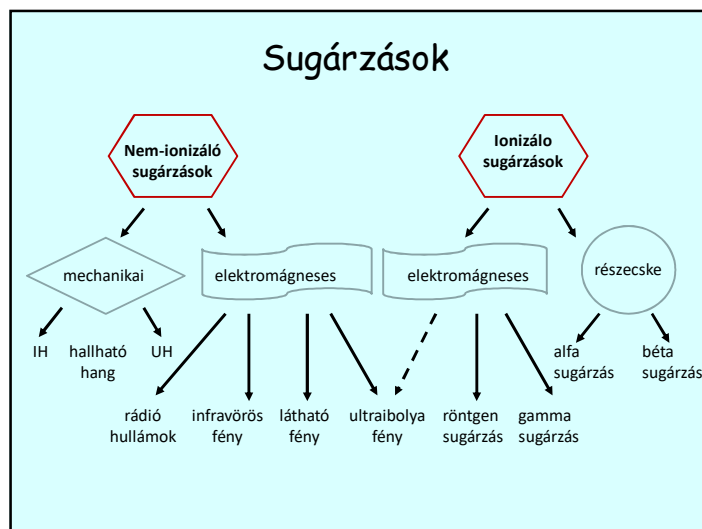 Sugárzások
Nem-ionizáló
sugárzások
Ionizálo
sugárzások
mechanikai
elektromágneses
elektromágneses
részecske
IH
hallható
hang
UH
alfa
sugárzás
béta
sugárzás
rádió
hullámok
infravörös
fény
látható
fény
ultraibolya
fény
röntgen
sugárzás
gamma
sugárzás